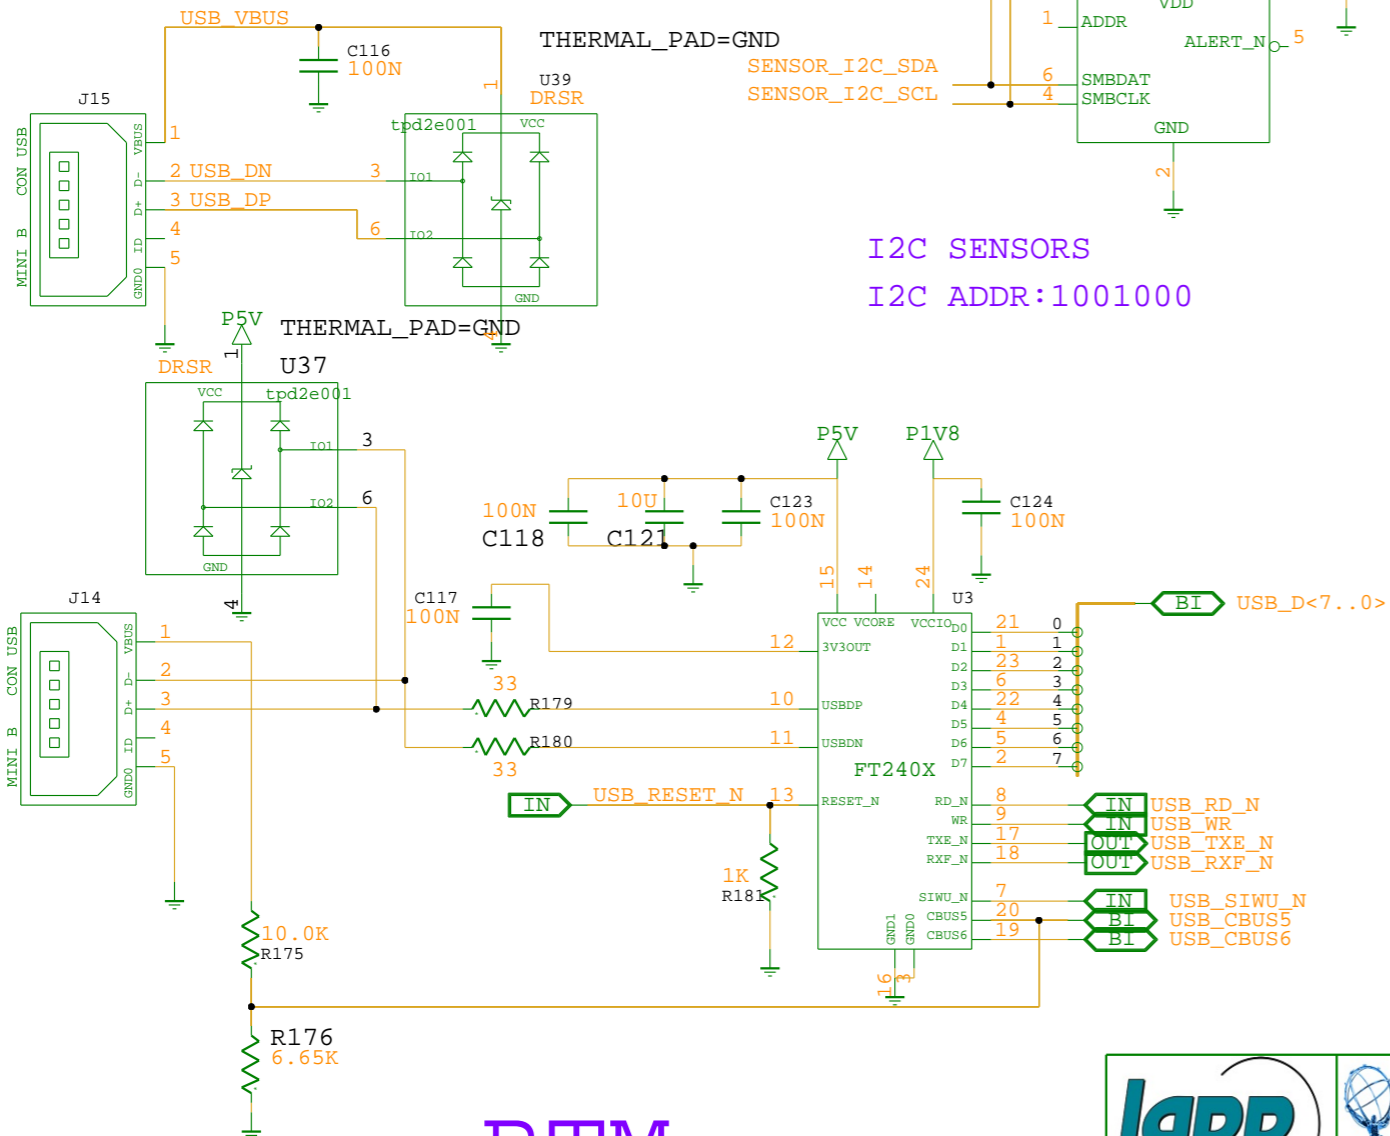 USB_VBUS
C116
100N
THERMAL_PAD=GND
U39
DRSR
1
tpd2e001
VCC
J15
CON USB
MINI B
VBUS
D-
D+
ID
GND0
1
2 USB_DN
3 USB_DP
4
5
3
IO1
6
IO2
GND
4
VDD
1
ADDR
ALERT_N
5
SENSOR_I2C_SDA
6
SMBDAT
SENSOR_I2C_SCL
4
SMBCLK
GND
2
I2C SENSORS
I2C ADDR:1001000
P5V
THERMAL_PAD=GND
1
DRSR
U37
VCC
tpd2e001
IO1
3
IO2
6
GND
4
J14
CON USB
MINI B
VBUS
D-
D+
ID
GND0
1
2
3
4
5
P5V
P1V8
100N
C118
10U
C121
C123
100N
C124
100N
C117
100N
15
14
24
U3
VCC
VCORE
VCCIO
12
3V3OUT
33
R179
10
USBDP
R180
33
11
USBDN
FT240X
IN
USB_RESET_N
13
RESET_N
1K
R181
D0
21
0
D1
1
1
D2
23
2
D3
6
3
D4
22
4
D5
4
5
D6
5
6
D7
2
7
BI
USB_D<7..0>
RD_N
8
IN
USB_RD_N
WR
9
IN
USB_WR
TXE_N
17
OUT
USB_TXE_N
RXF_N
18
OUT
USB_RXF_N
SIWU_N
7
IN
USB_SIWU_N
CBUS5
20
BI
USB_CBUS5
CBUS6
19
BI
USB_CBUS6
GND1
GND0
16
3
10.0K
R175
R176
6.65K
RTM
lapp